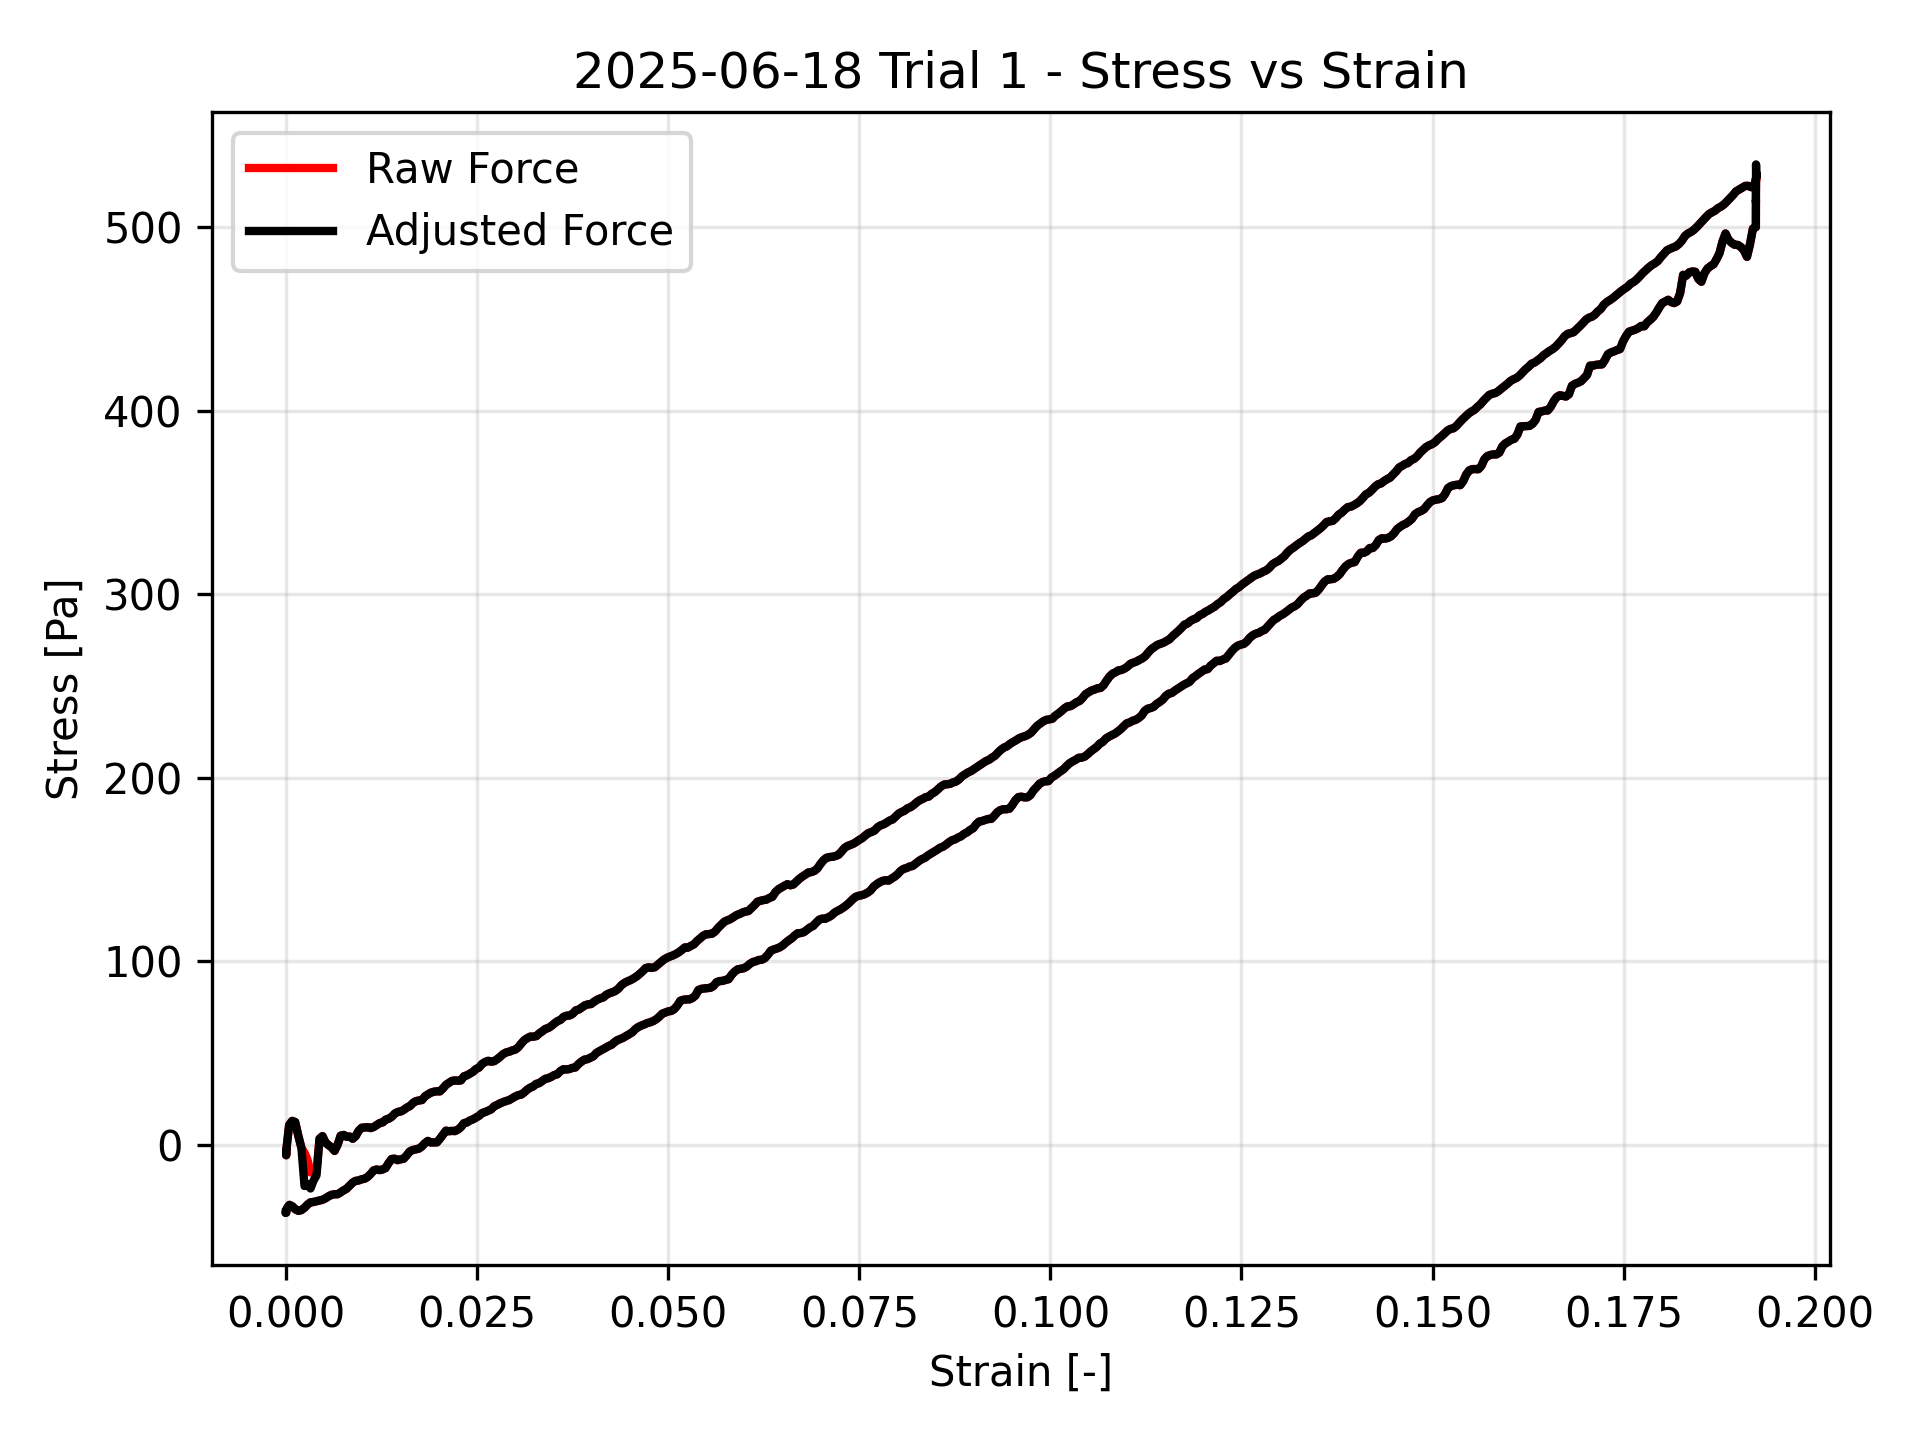 2025-06-18 Trial 1 - Stress vs Strain
Raw Force
Adjusted Force
500
400
300
200
100
0
Stress [Pa]
0.000 0.025 0.050 0.075 0.100 0.125 0.150 0.175 0.200
Strain [-]